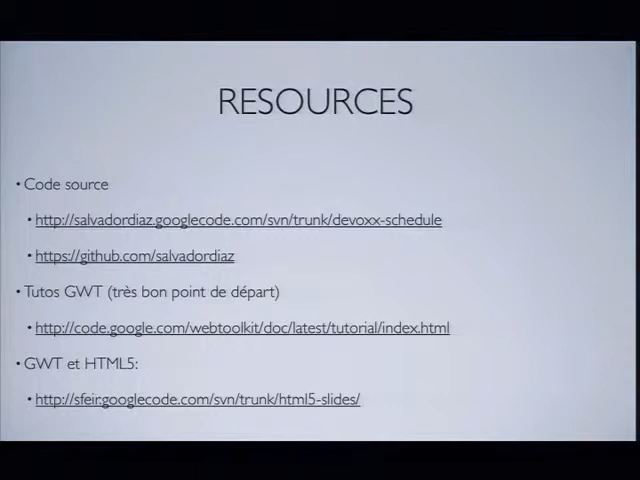 RESOURCES
• Code source
• http://salvadordiaz.googlecode.com/svn/trunk/devoxx-schedule
• https://github.com/salvadordiaz
• Tutos GWT (très bon point de départ)
• http://code.google.com/webtoolkit/doc/latest/tutorial/index.html
• GWT et HTML5:
• http://sfeir.googlecode.com/svn/trunk/html5-slides/